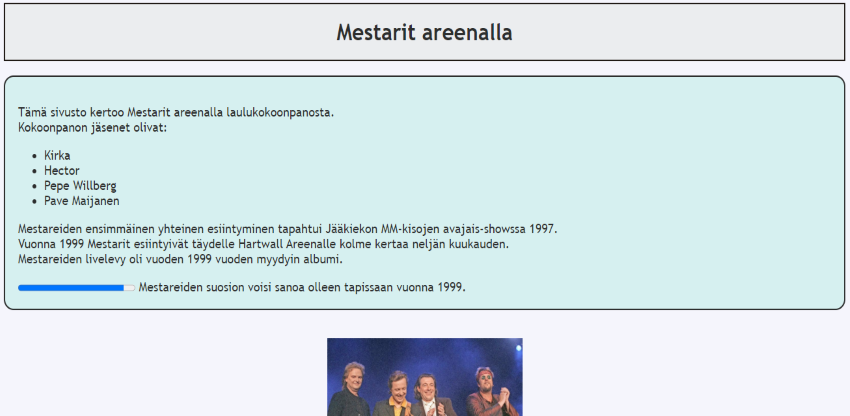 Mestarit areenalla
Tämä sivusto kertoo Mestarit areenalla laulukokoonpanosta.
Kokoonpanon jäsenet olivat:
• Kirka
• Hector
• Pepe Willberg
• Pave Maijanen
Mestareiden ensimmäinen yhteinen esiintyminen tapahtui Jääkiekon MM-kisojen avajais-showssa 1997.
Vuonna 1999 Mestarit esiintyivät täydelle Hartwall Areenalle kolme kertaa neljän kuukauden.
Mestareiden livelevy oli vuoden 1999 vuoden myydyin albumi.
Mestareiden suosion voisi sanoa olleen tapissaan vuonna 1999.